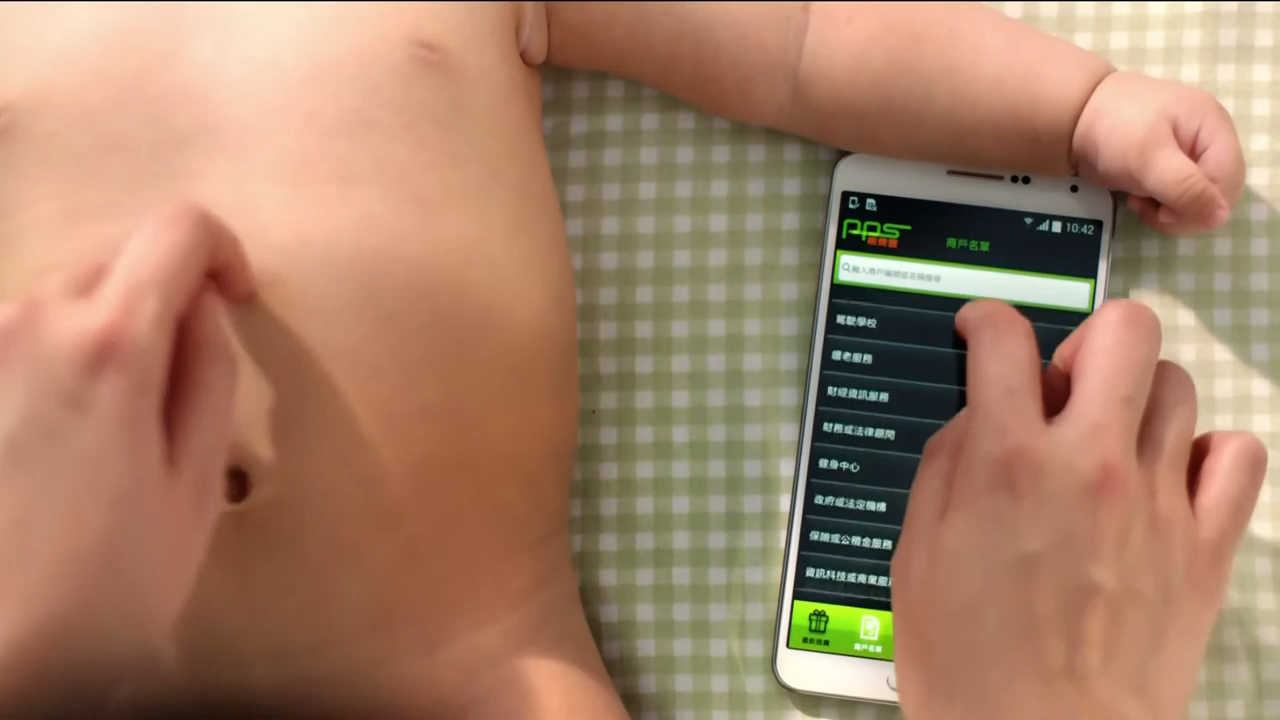 10:42
PPS
繳費靈
商戶名單
輸入商戶編號或名稱搜尋
駕駛學校
護老服務
財經資訊服務
財務或法律顧問
健身中心
政府或法定機構
保險或公積金服務
資訊科技或商業服
最新推廣
商戶名單